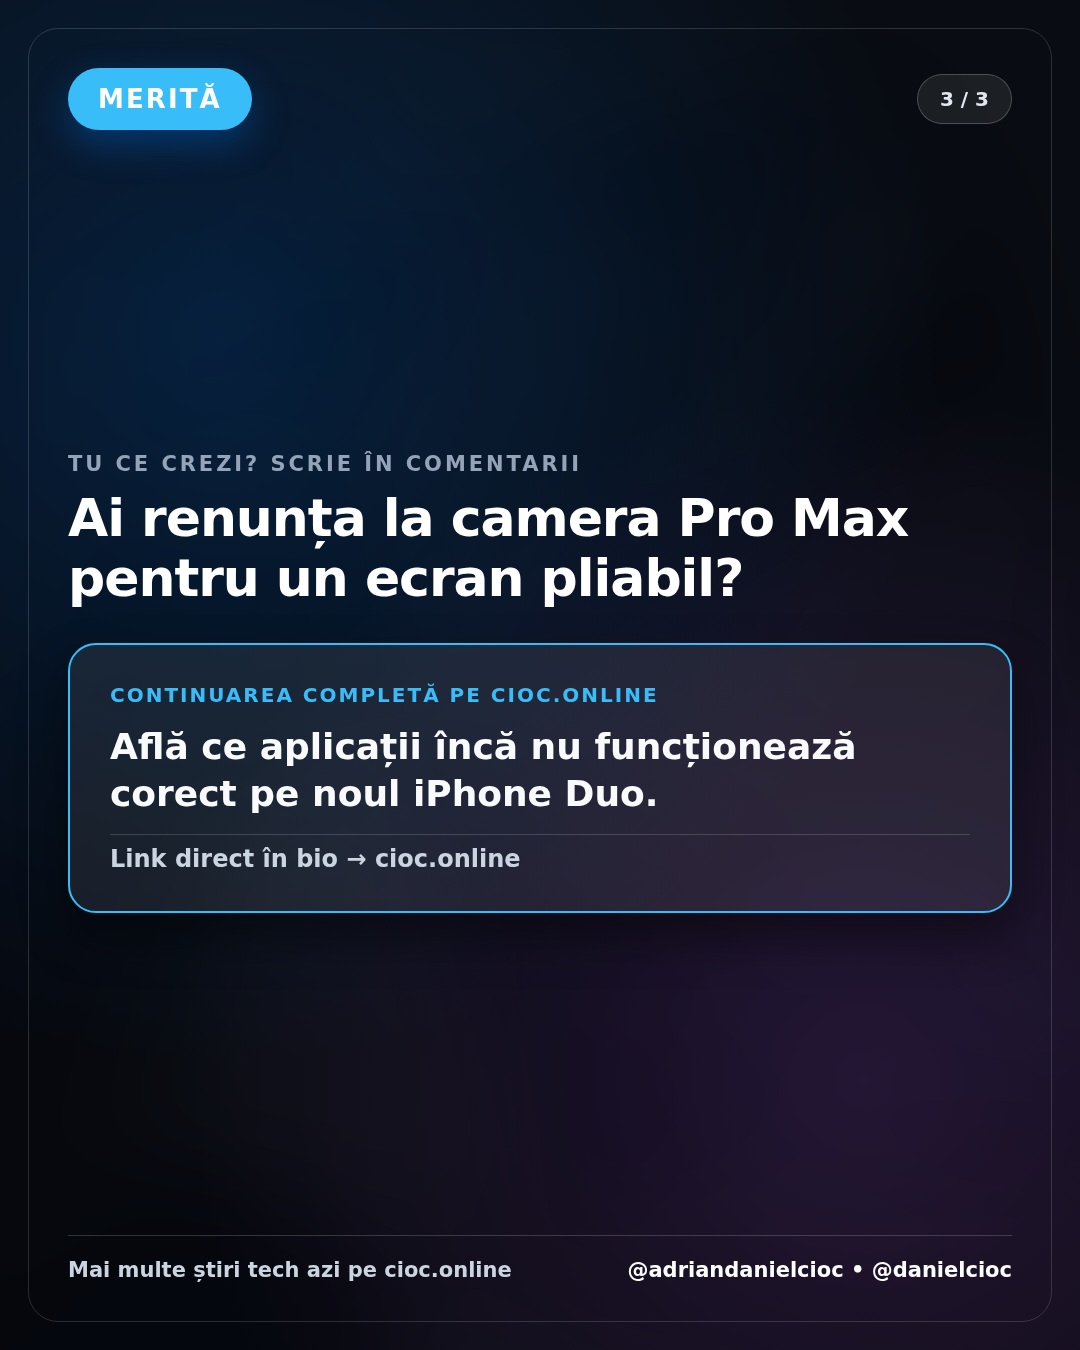 MERITĂ
3 / 3
TU CE CREZI? SCRIE ÎN COMENTARII
Ai renunța la camera Pro Max
pentru un ecran pliabil?
CONTINUAREA COMPLETĂ PE CIOC.ONLINE
Află ce aplicații încă nu funcționează
corect pe noul iPhone Duo.
Link direct în bio → cioc.online
Mai multe știri tech azi pe cioc.online
@adriandanielcioc • @danielcioc